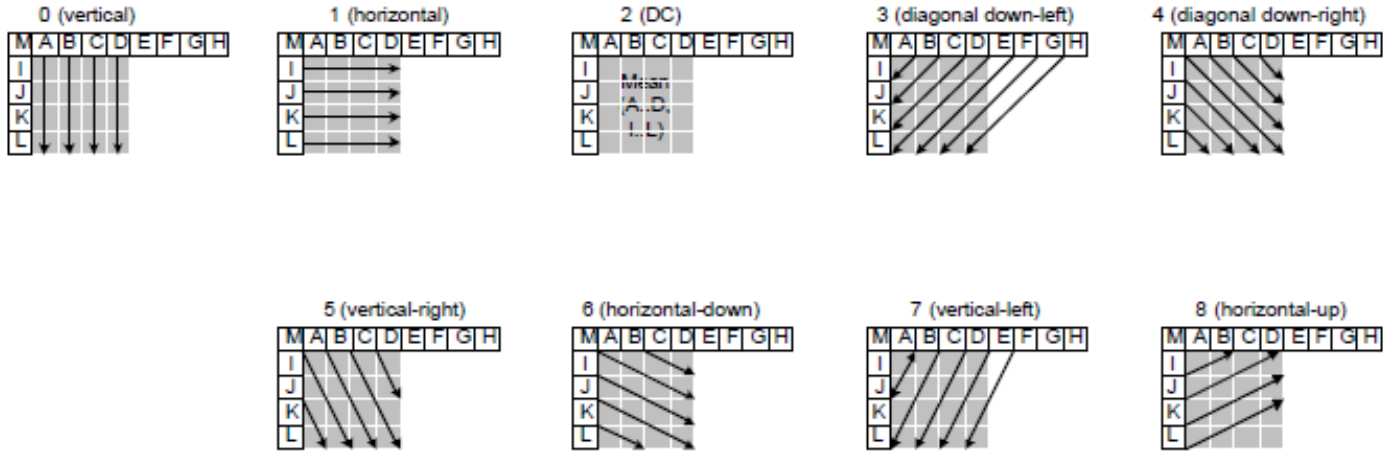 0 (vertical)
M A B C D E F G H
I
J
K
L
1 (horizontal)
M A B C D E F G H
I
J
K
L
2 (DC)
M A B C D E F G H
I
J
K
L
Mean
(A..D,
I..L)
3 (diagonal down-left)
M A B C D E F G H
I
J
K
L
4 (diagonal down-right)
M A B C D E F G H
I
J
K
L
5 (vertical-right)
M A B C D E F G H
I
J
K
L
6 (horizontal-down)
M A B C D E F G H
I
J
K
L
7 (vertical-left)
M A B C D E F G H
I
J
K
L
8 (horizontal-up)
M A B C D E F G H
I
J
K
L